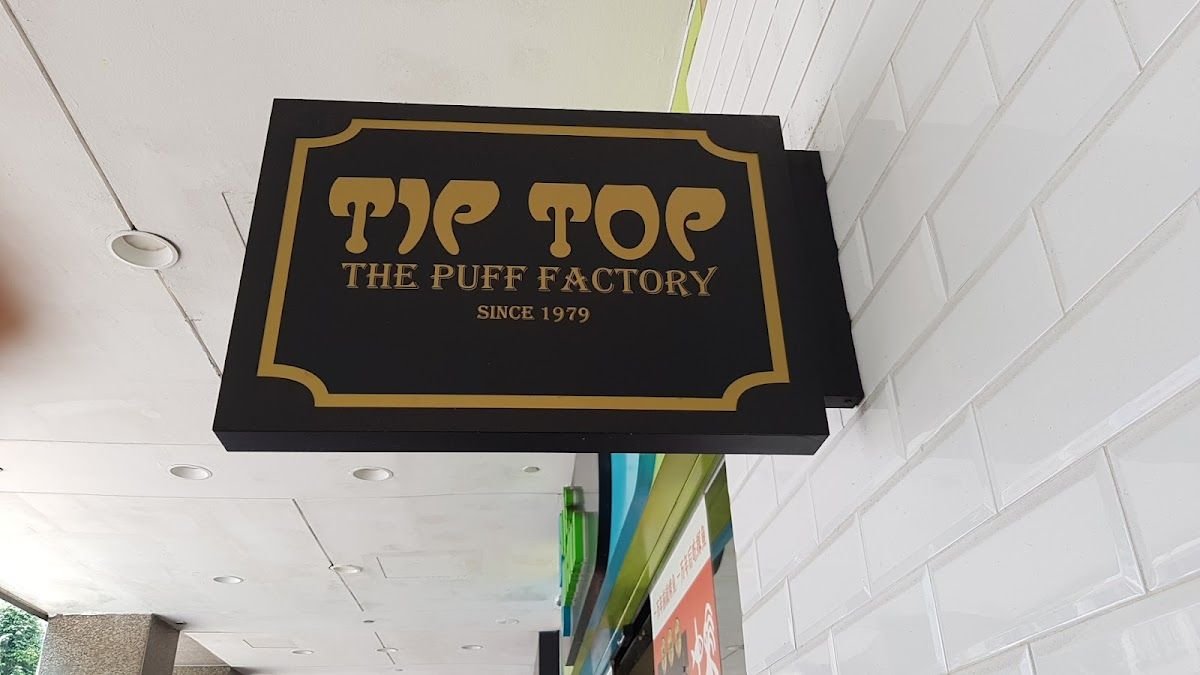 TIP TOP
THE PUFF FACTORY
SINCE 1979